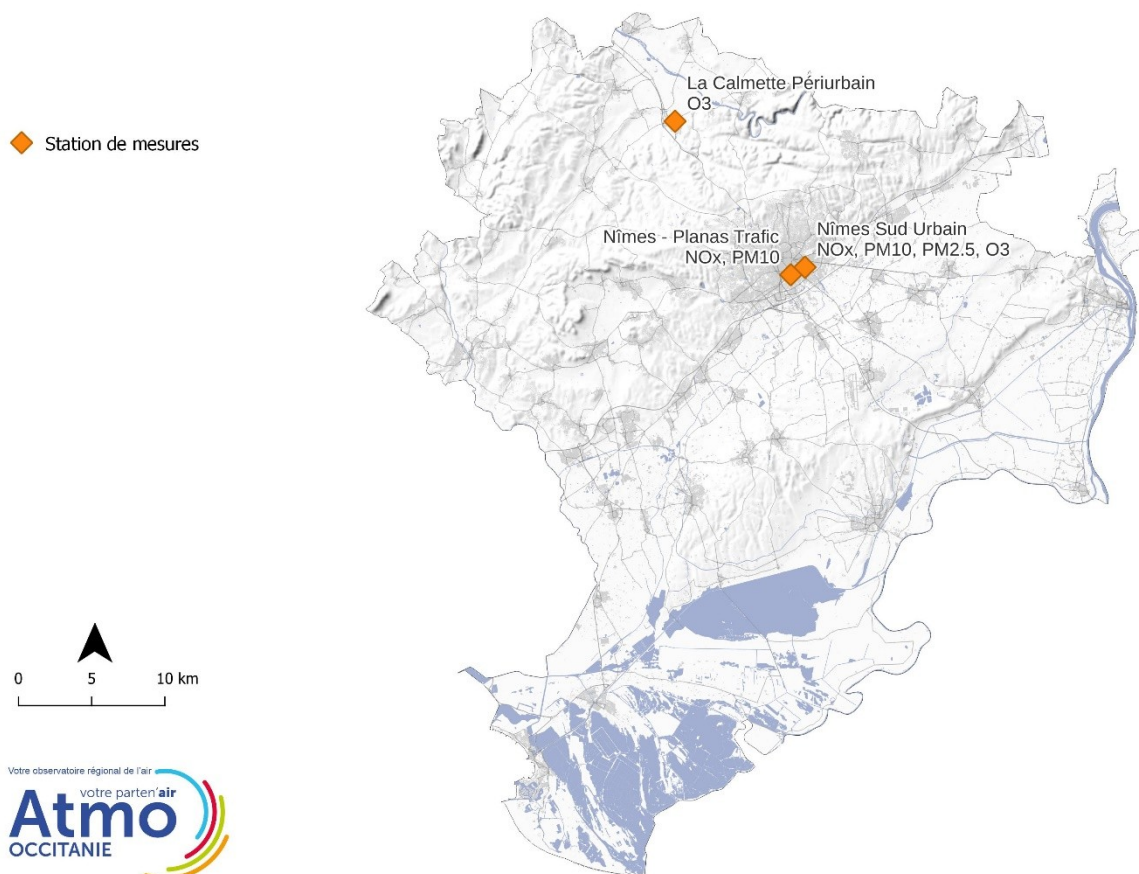 La Calmette Périurbain
O3
Station de mesures
Nîmes - Planas Trafic
NOx, PM10
Nîmes Sud Urbain
NOx, PM10, PM2.5, O3
0 5 10 km
Votre observatoire régional de l'air
votre parten'air
Atmo
OCCITANIE